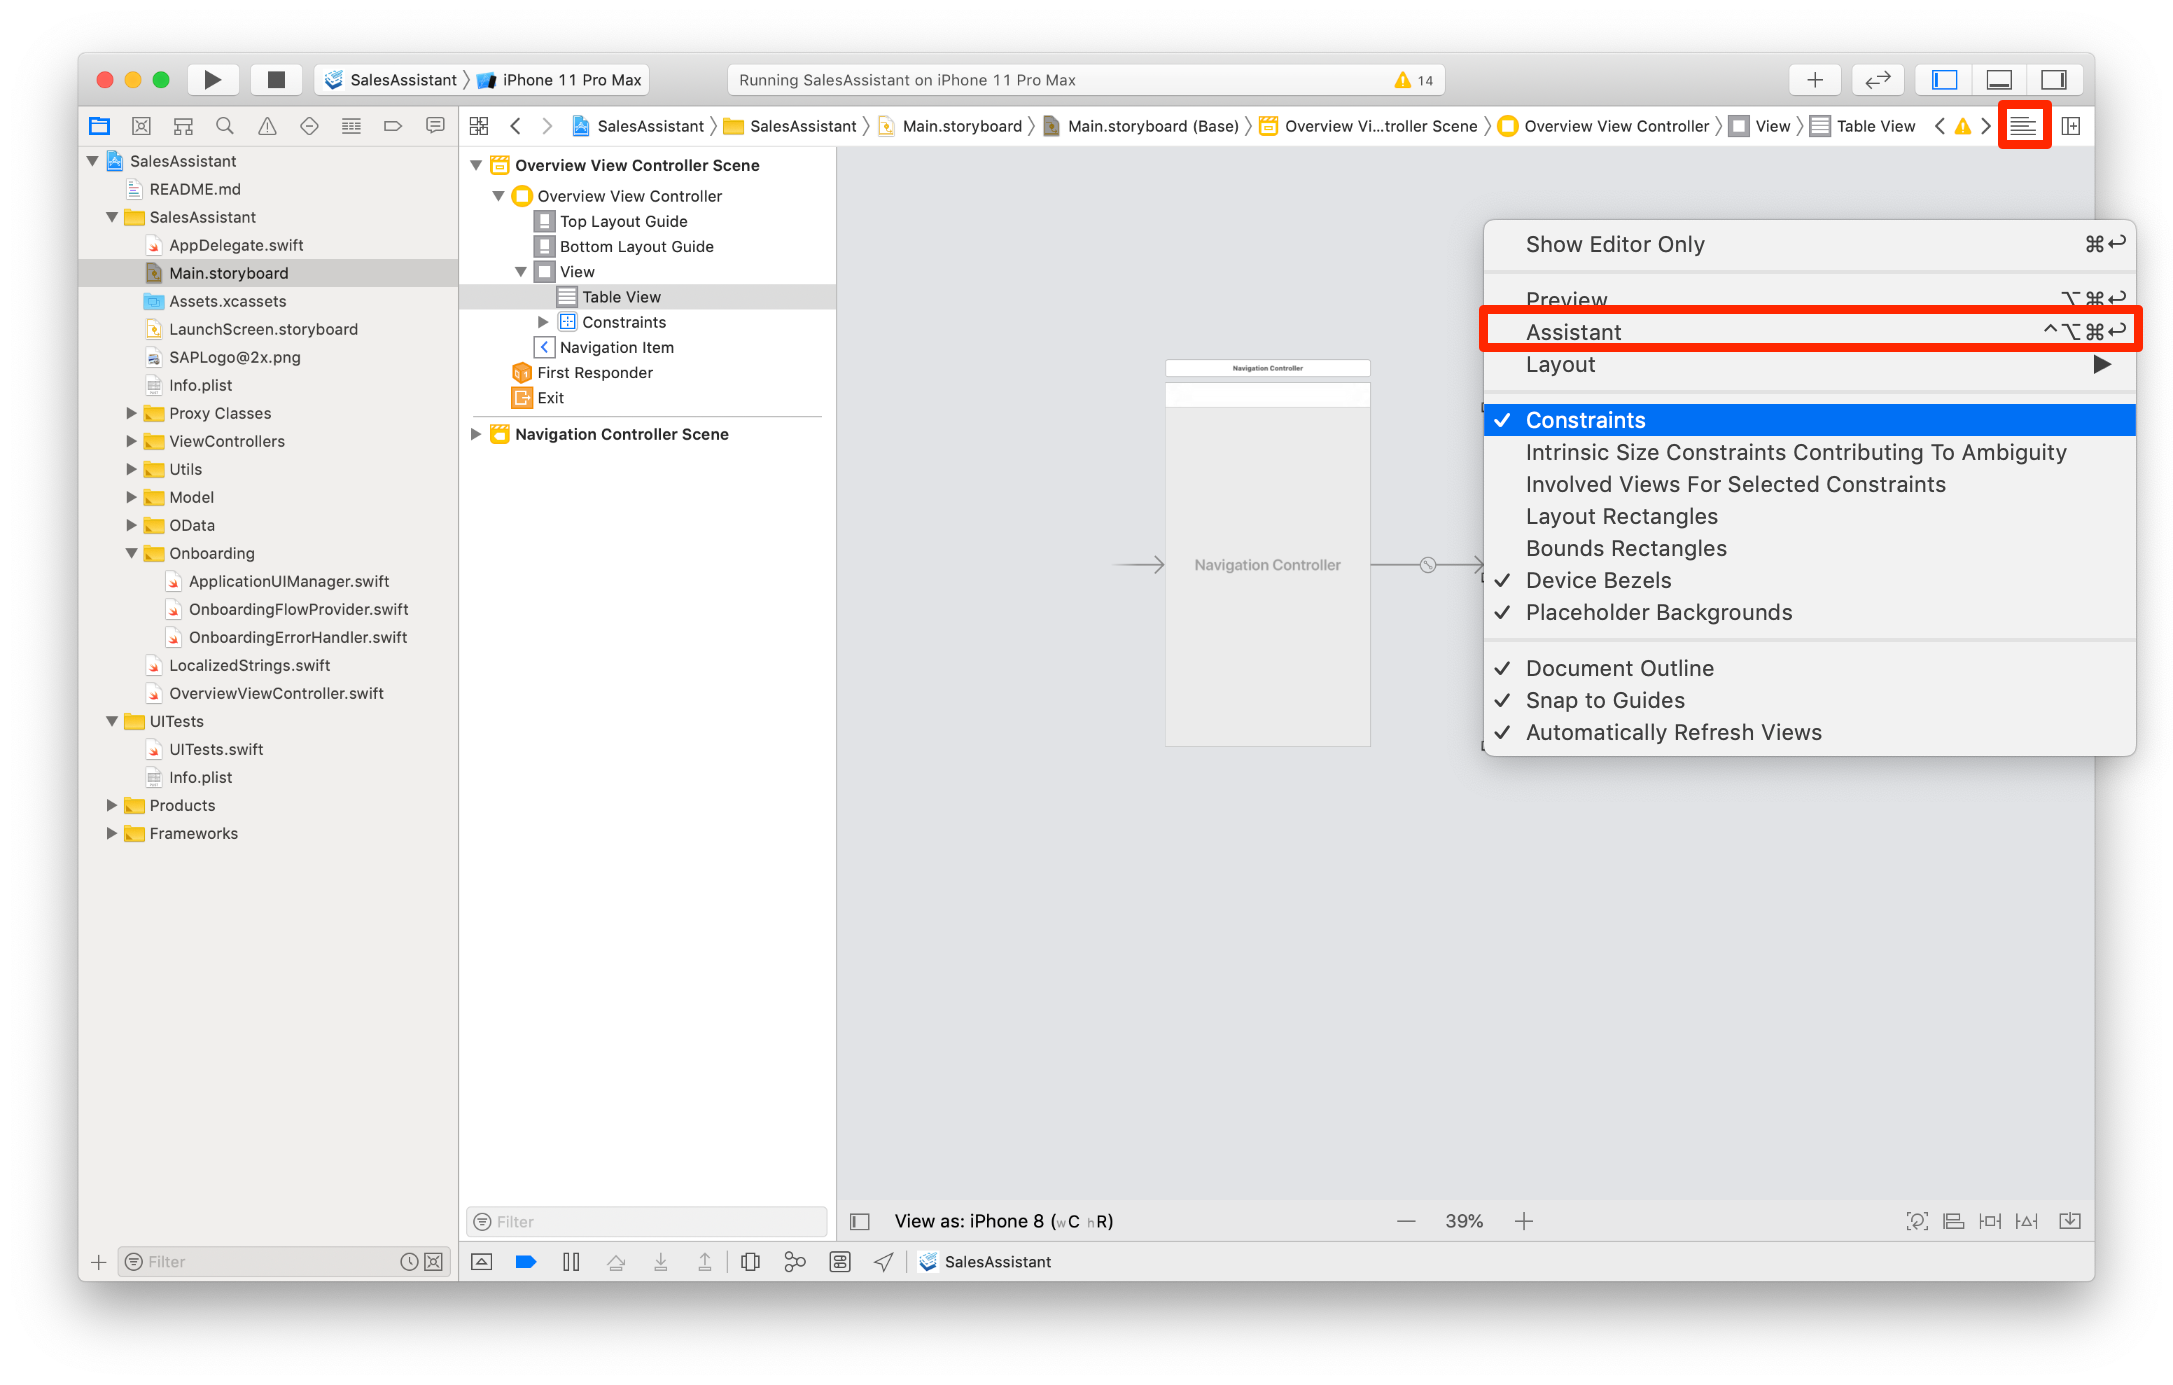 SalesAssistant
iPhone 11 Pro Max
Running SalesAssistant on iPhone 11 Pro Max
14
SalesAssistant
SalesAssistant
Main.storyboard
Main.storyboard (Base)
Overview Vi...troller Scene
Overview View Controller
View
Table View
SalesAssistant
README.md
SalesAssistant
AppDelegate.swift
Main.storyboard
Assets.xcassets
LaunchScreen.storyboard
SAPLogo@2x.png
Info.plist
Proxy Classes
ViewControllers
Utils
Model
OData
Onboarding
ApplicationUIManager.swift
OnboardingFlowProvider.swift
OnboardingErrorHandler.swift
LocalizedStrings.swift
OverviewViewController.swift
UITests
UITests.swift
Info.plist
Products
Frameworks
Filter
Overview View Controller Scene
Overview View Controller
Top Layout Guide
Bottom Layout Guide
View
Table View
Constraints
Navigation Item
First Responder
Exit
Navigation Controller Scene
Filter
Navigation Controller
Navigation Controller
Show Editor Only ⌘↩
Preview ⌥⌘↩
Assistant ^⌥⌘↩
Layout
Constraints
Intrinsic Size Constraints Contributing To Ambiguity
Involved Views For Selected Constraints
Layout Rectangles
Bounds Rectangles
Device Bezels
Placeholder Backgrounds
Document Outline
Snap to Guides
Automatically Refresh Views
View as: iPhone 8 (wC hR)
39%
SalesAssistant